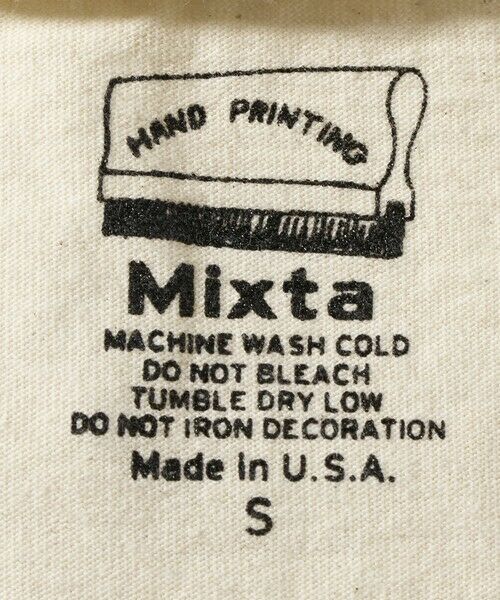 HAND PRINTING
Mixta
MACHINE WASH COLD
DO NOT BLEACH
TUMBLE DRY LOW
DO NOT IRON DECORATION
Made in U.S.A.
S